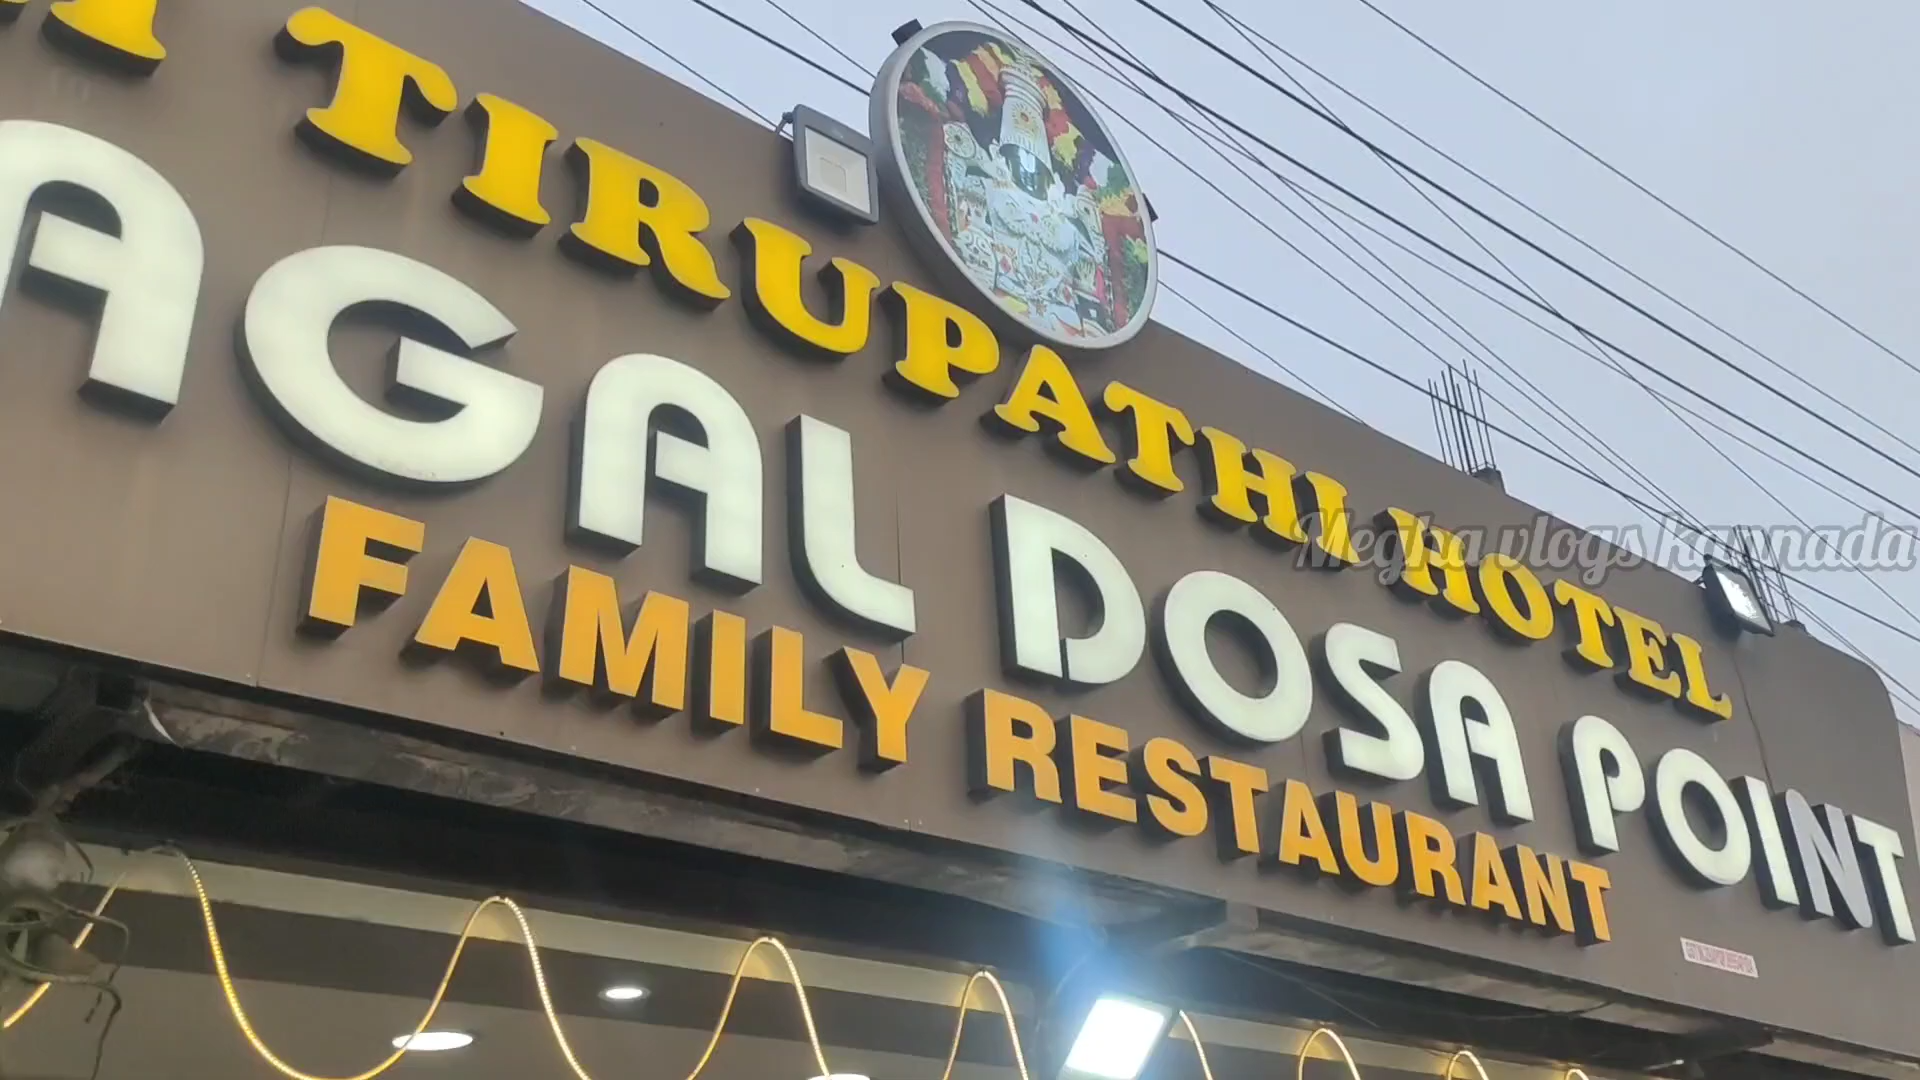 TIRUPATHI HOTEL
AGAL DOSA POINT
FAMILY RESTAURANT
Megha vlogs kannada